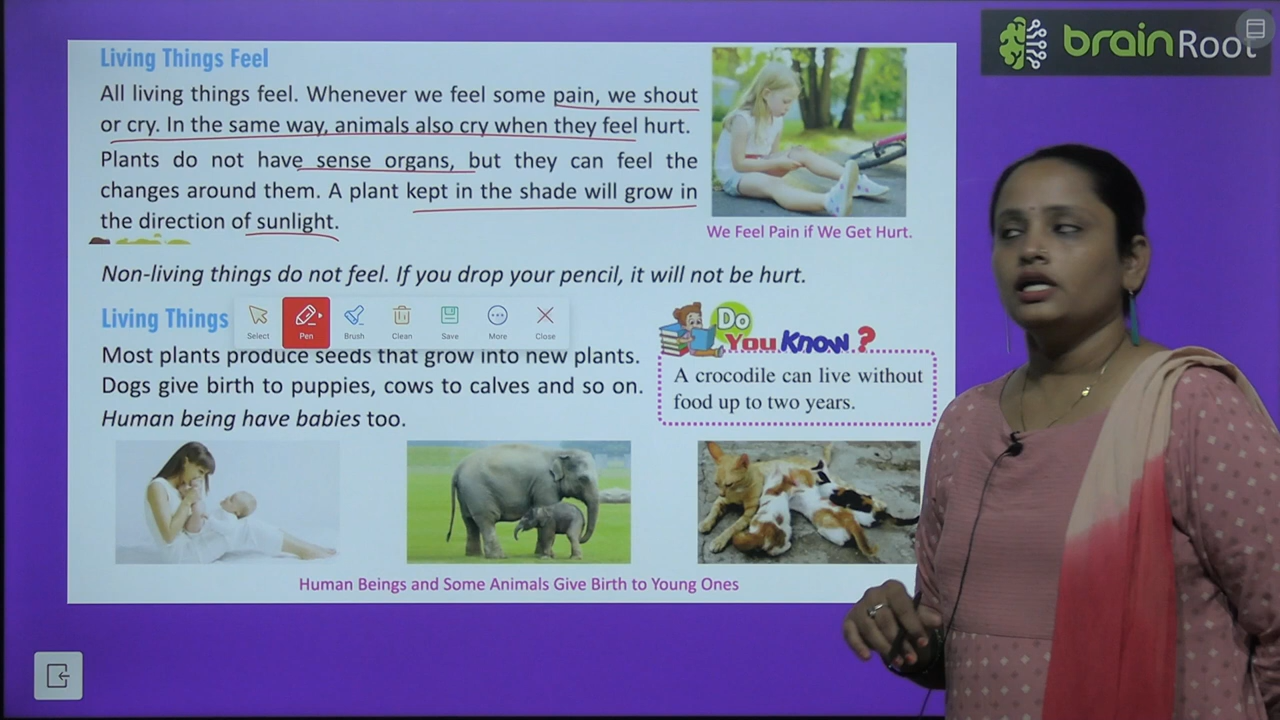 Living Things Feel
All living things feel. Whenever we feel some pain, we shout
or cry. In the same way, animals also cry when they feel hurt.
Plants do not have sense organs, but they can feel the
changes around them. A plant kept in the shade will grow in
the direction of sunlight.
We Feel Pain if We Get Hurt.
Non-living things do not feel. If you drop your pencil, it will not be hurt.
Living Things
Select Pen Brush Clean Save More Close
Most plants produce seeds that grow into new plants.
Dogs give birth to puppies, cows to calves and so on.
Human being have babies too.
Do
You Know ?
A crocodile can live without
food up to two years.
Human Beings and Some Animals Give Birth to Young Ones
brain Root